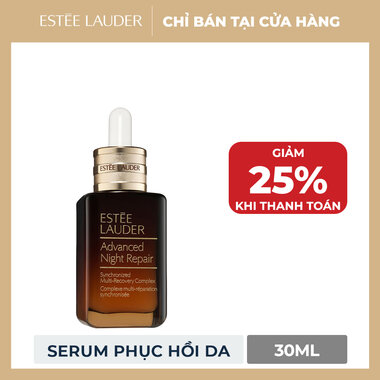 ESTĒE LAUDER
CHỈ BÁN TẠI CỬA HÀNG
ESTĒE
LAUDER
Advanced
Night Repair
Synchronized
Multi-Recovery Complex
Complexe multi-réparation
synchronisée
GIẢM
25%
KHI THANH TOÁN
SERUM PHỤC HỒI DA
30ML